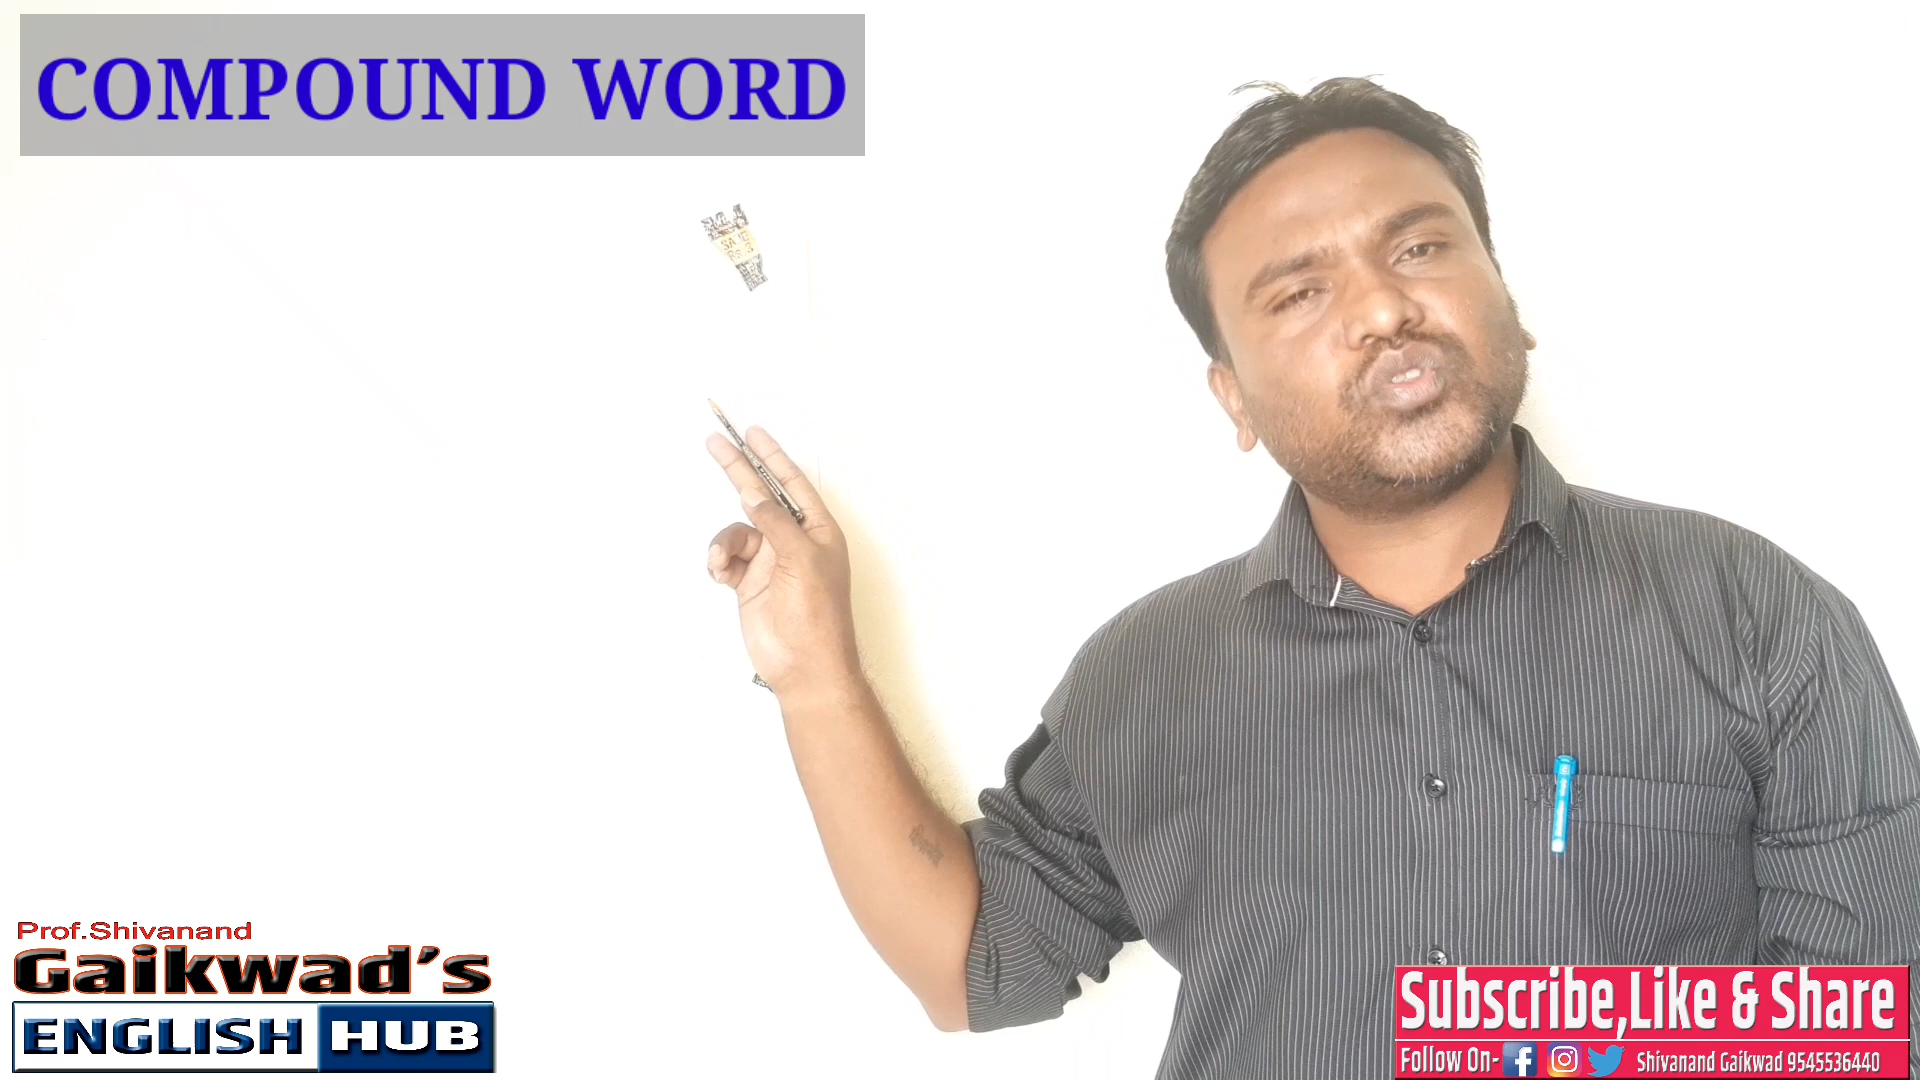 COMPOUND WORD
Prof.Shivanand
Gaikwad's
ENGLISH HUB
Subscribe,Like & Share
Follow On- Shivanand Gaikwad 9545536440